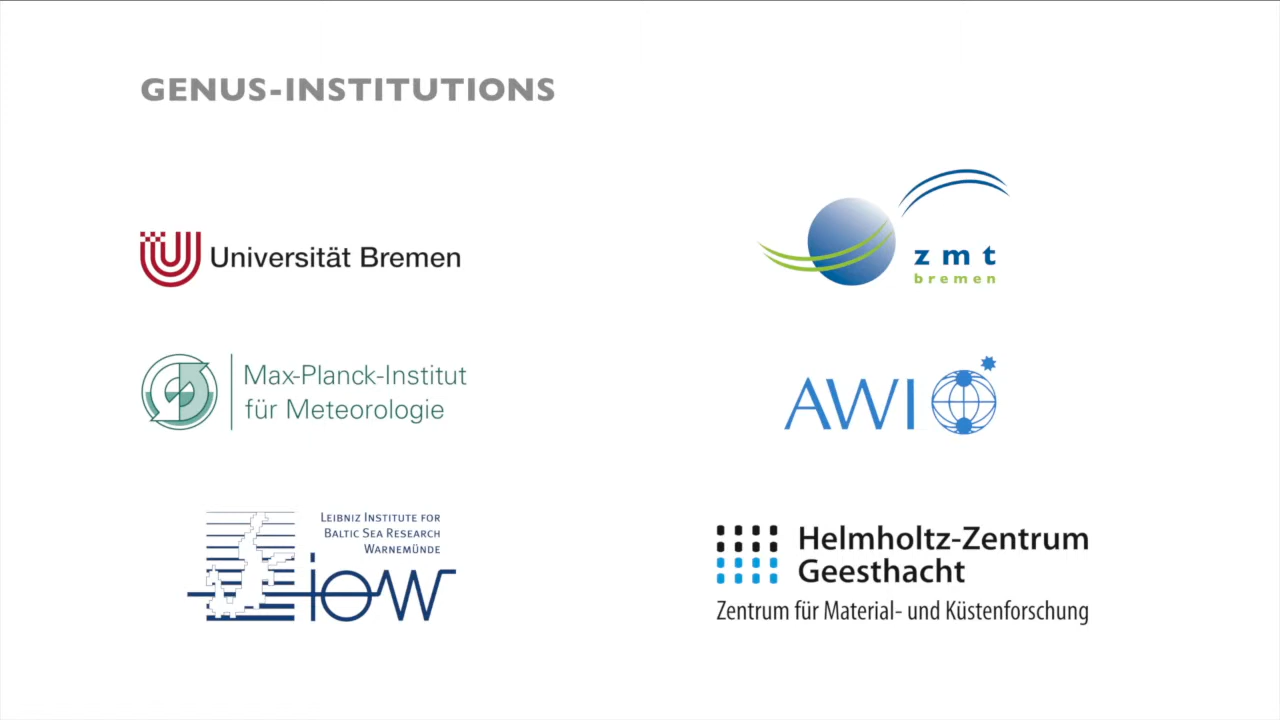 GENUS-INSTITUTIONS
Universität Bremen
zmt
bremen
Max-Planck-Institut
für Meteorologie
AWI
LEIBNIZ INSTITUTE FOR
BALTIC SEA RESEARCH
WARNEMÜNDE
iow
Helmholtz-Zentrum
Geesthacht
Zentrum für Material- und Küstenforschung